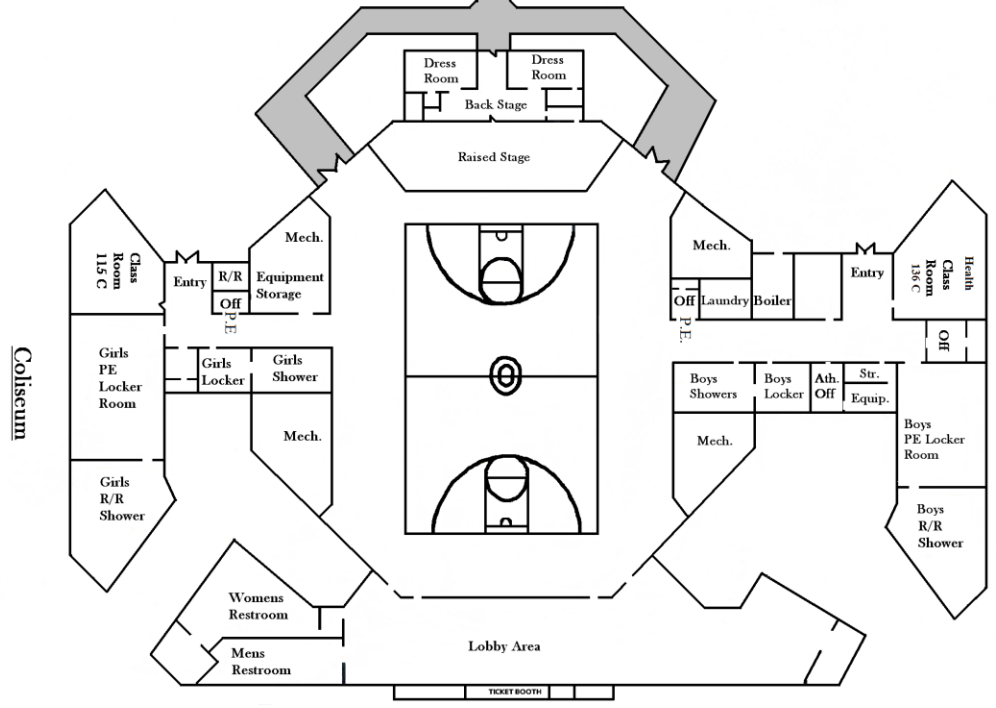 Dress
Room
Dress
Room
Back Stage
Raised Stage
Class
Room
115 C
Entry
R/R
Off
P.E
Mech.
Equipment
Storage
Mech.
Off
P.E.
Laundry
Boiler
Entry
Health
Class
Room
136 C
Off
Girls
PE
Locker
Room
Girls
Locker
Girls
Shower
Mech.
Boys
Showers
Boys
Locker
Ath.
Off
Str.
Equip.
Mech.
Boys
PE Locker
Room
Girls
R/R
Shower
Boys
R/R
Shower
Coliseum
Womens
Restroom
Mens
Restroom
Lobby Area
TICKET BOOTH